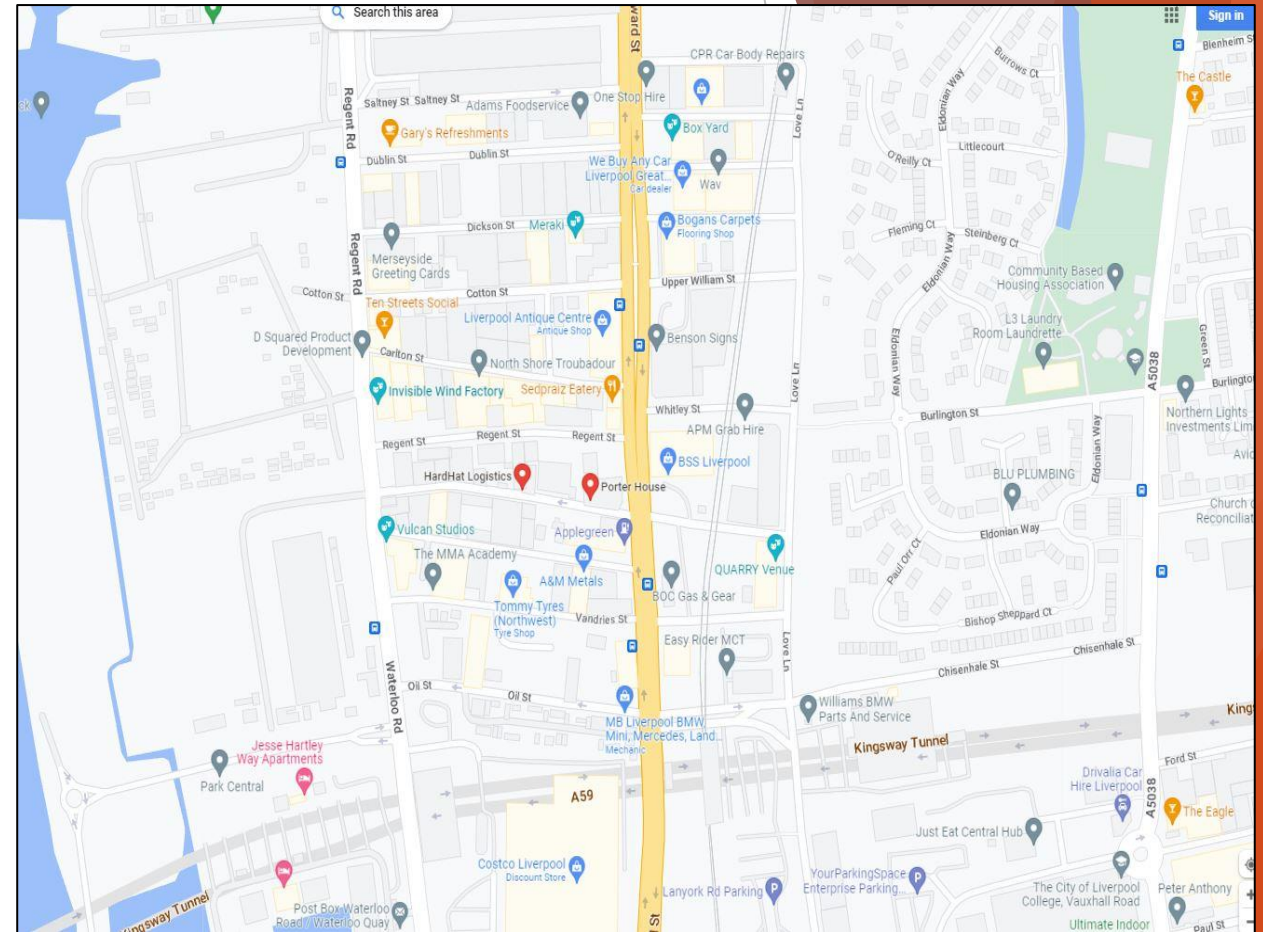 Search this area
Sign in
ward St
Blenheim S
CPR Car Body Repairs
Burrows Ct
The Castle
Regent Rd
Saltney St
Saltney St
Adams Foodservice
One Stop Hire
Love Ln
Eldonian Way
Gary's Refreshments
Box Yard
Dublin St
Dublin St
We Buy Any Car
Liverpool Great...
Car dealer
Wav
O'Reilly Ct
Littlecourt
Dickson St
Meraki
Bogans Carpets
Flooring Shop
Fleming Ct
Steinberg Ct
Regent Rd
Merseyside
Greeting Cards
Eldonian Way
Eldonian Way
Community Based
Housing Association
Upper William St
Cotton St
Cotton St
Ten Streets Social
Liverpool Antique Centre
Antique Shop
L3 Laundry
Room Laundrette
Green St
D Squared Product
Development
Benson Signs
Carlton St
North Shore Troubadour
Eldonian Way
Love Ln
A5038
Invisible Wind Factory
Sedpraiz Eatery
Burlingto
Whitley St
Burlington St
Northern Lights
Investments Lim
APM Grab Hire
Regent St
Regent St
Regent St
Eldonian Way
Avio
BSS Liverpool
HardHat Logistics
Porter House
BLU PLUMBING
Church o
Reconciliat
Vulcan Studios
Applegreen
Eldonian Way
The MMA Academy
Paul Orr Ct
A&M Metals
QUARRY Venue
BOC Gas & Gear
Tommy Tyres
(Northwest)
Tyre Shop
Vandries St
Bishop Sheppard Ct
Easy Rider MCT
Love Ln
Chisenhale St
Chisenhale St
Waterloo Rd
Oil St
Oil St
Williams BMW
Parts And Service
MB Liverpool BMW,
Mini, Mercedes, Land...
Mechanic
King
Kingsway Tunnel
Jesse Hartley
Way Apartments
Park Central
Ford St
Drivalia Car
Hire Liverpool
A59
A5038
The Eagle
Just Eat Central Hub
Costco Liverpool
Discount Store
Lanyork Rd Parking
YourParkingSpace
Enterprise Parking...
The City of Liverpool
College, Vauxhall Road
Peter Anthony
Kingsway Tunnel
Post Box Waterloo
Road / Waterloo Quay
Ultimate Indoor
Paul St
St